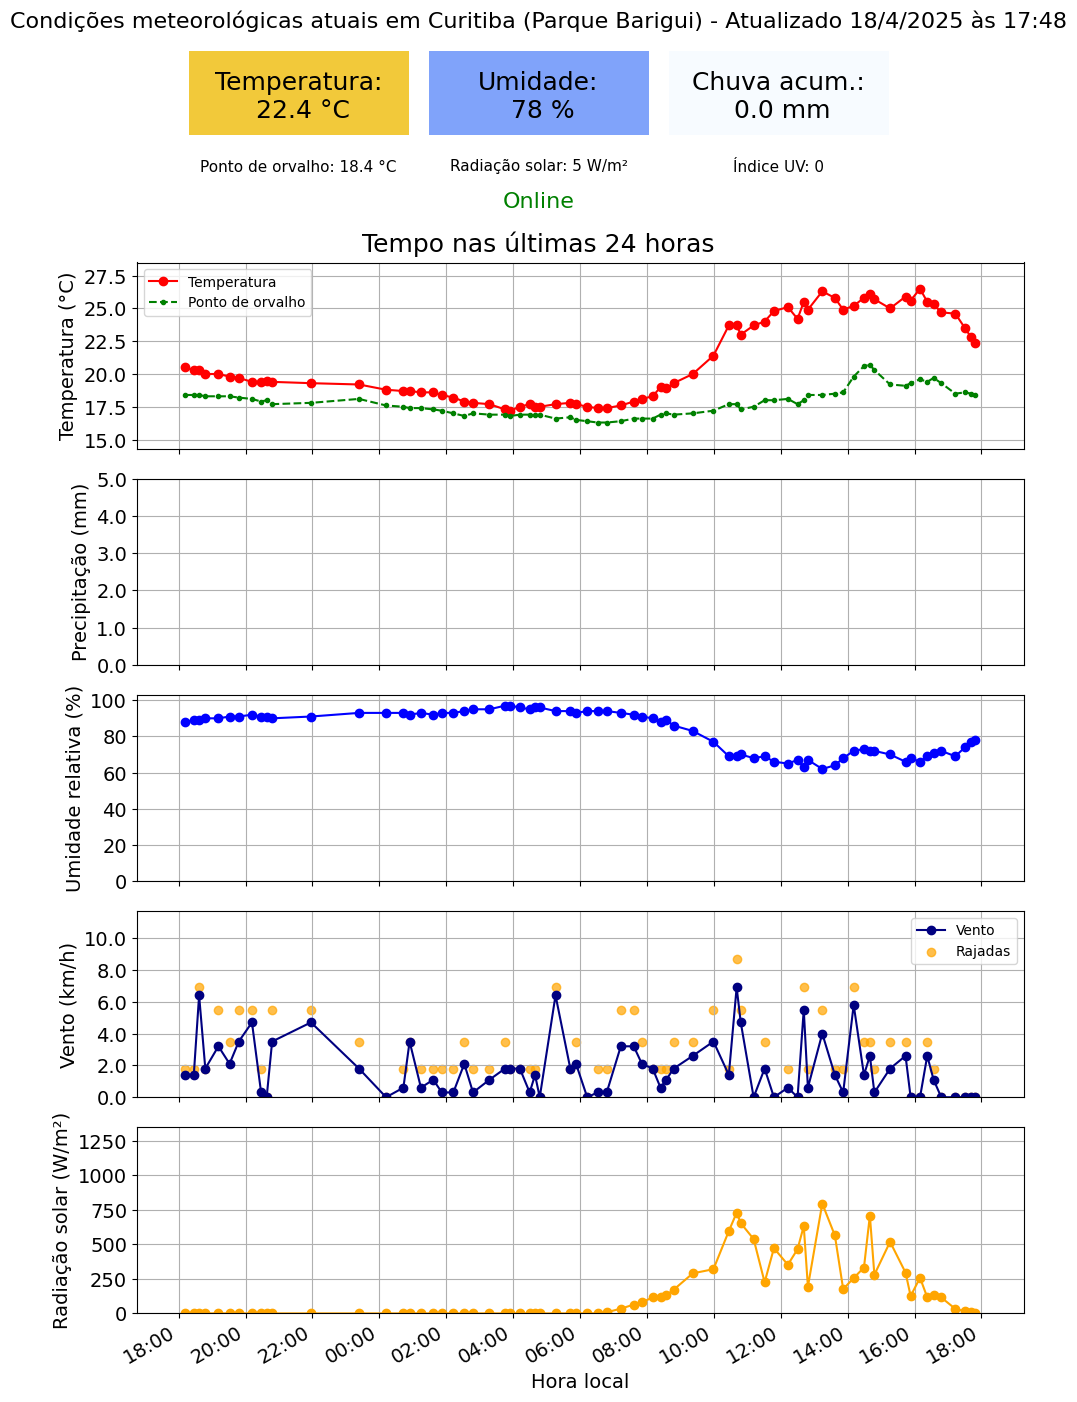 Condições meteorológicas atuais em Curitiba (Parque Barigui) - Atualizado 18/4/2025 às 17:48
Temperatura:
22.4 °C
Umidade:
78 %
Chuva acum.:
0.0 mm
Ponto de orvalho: 18.4 °C
Radiação solar: 5 W/m²
Índice UV: 0
Online
Tempo nas últimas 24 horas
Temperatura (°C)
27.5
25.0
22.5
20.0
17.5
15.0
Temperatura
Ponto de orvalho
Precipitação (mm)
5.0
4.0
3.0
2.0
1.0
0.0
Umidade relativa (%)
100
80
60
40
20
0
Vento (km/h)
10.0
8.0
6.0
4.0
2.0
0.0
Vento
Rajadas
Radiação solar (W/m²)
1250
1000
750
500
250
0
18:00
20:00
22:00
00:00
02:00
04:00
06:00
08:00
10:00
12:00
14:00
16:00
18:00
Hora local